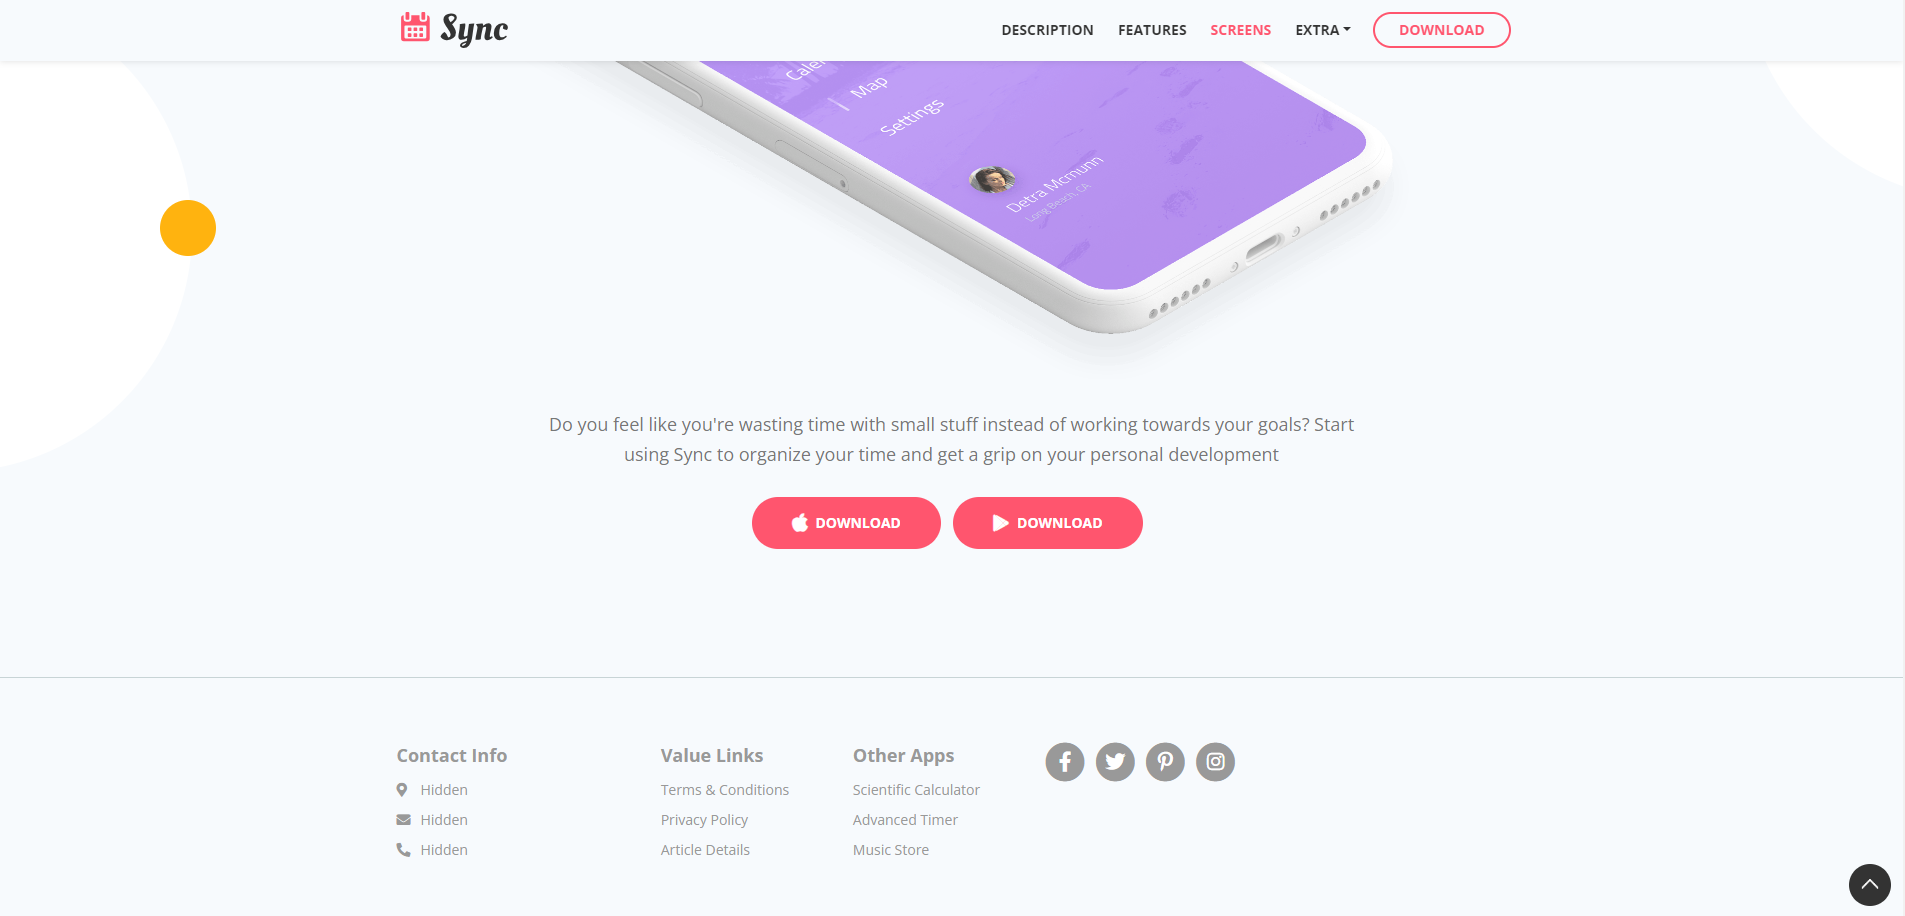 Sync
DESCRIPTION
FEATURES
SCREENS
EXTRA
DOWNLOAD
Map
Settings
Detra Mcmunn
Long Beach, CA
Do you feel like you're wasting time with small stuff instead of working towards your goals? Start
using Sync to organize your time and get a grip on your personal development
DOWNLOAD
DOWNLOAD
Contact Info
Hidden
Hidden
Hidden
Value Links
Terms & Conditions
Privacy Policy
Article Details
Other Apps
Scientific Calculator
Advanced Timer
Music Store